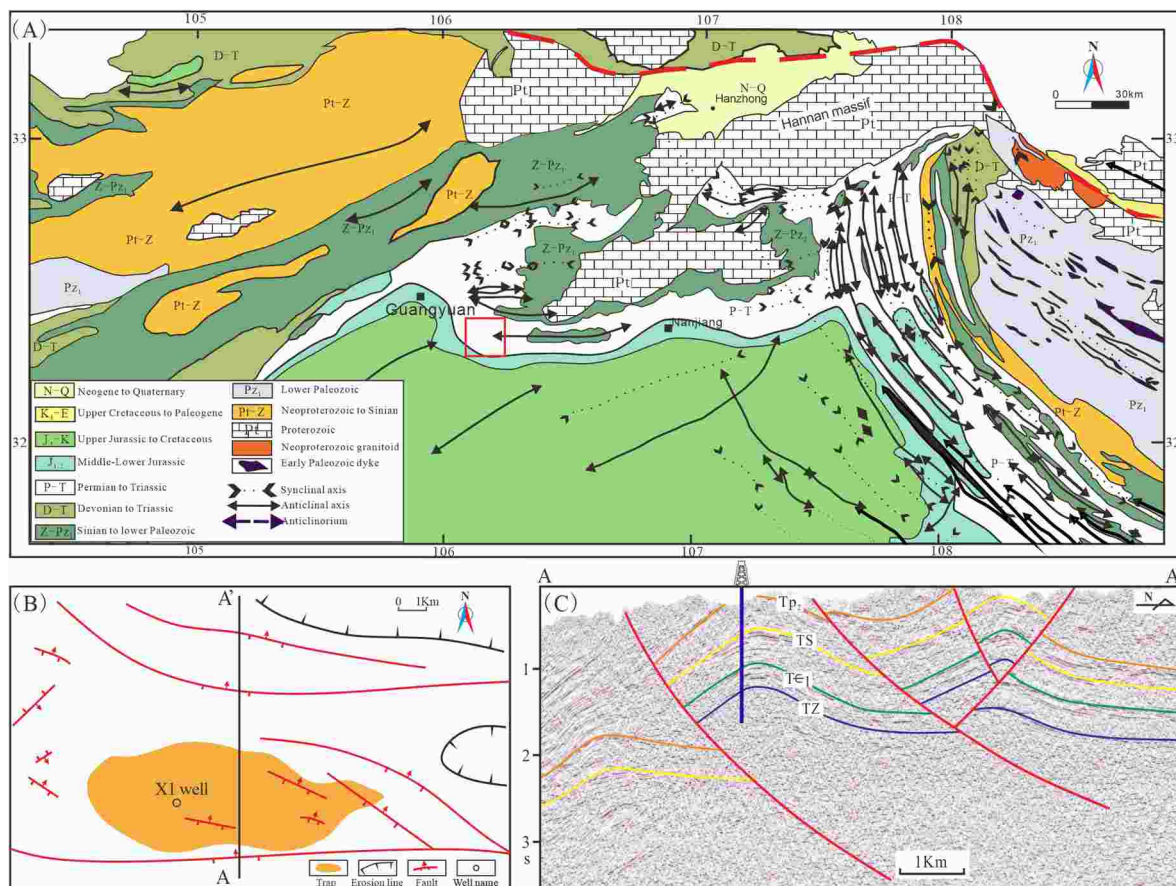 (A)
105
106
107
108
D-T
D-T
Pt-Z
Pt
N-Q
Hanzhong
N
0 30km
33
33
Hannan massif
Pt
Z-Pz₁
Pt-Z
Z-Pz₁
D-T
Pt
P-T
Pt-Z
Z-Pz₁
Z-Pz₁
Z-Pz₂
Pz₁
Pt
Pz₁
Pt-Z
Pt
P-T
Guangyuan
Nanjiang
D-T
Pt-Z
Pz₁
32
32
P-T
N-Q Neogene to Quaternary
K₂-E Upper Cretaceous to Paleogene
J₃-K Upper Jurassic to Cretaceous
J₁₋₂ Middle-Lower Jurassic
P-T Permian to Triassic
D-T Devonian to Triassic
Z-Pz₁ Sinian to lower Paleozoic
Pz₁ Lower Paleozoic
Pt-Z Neoproterozoic to Sinian
Pt Proterozoic
Neoproterozoic granitoid
Early Paleozoic dyke
Synclinal axis
Anticlinal axis
Anticlinorium
105
106
107
108
(B)
A'
0 1Km
N
X1 well
A
Trap
Erosion line
Fault
Well name
A
A
(C)
N
Tp₂
TS
T∈₁
TZ
1
2
3
s
1Km